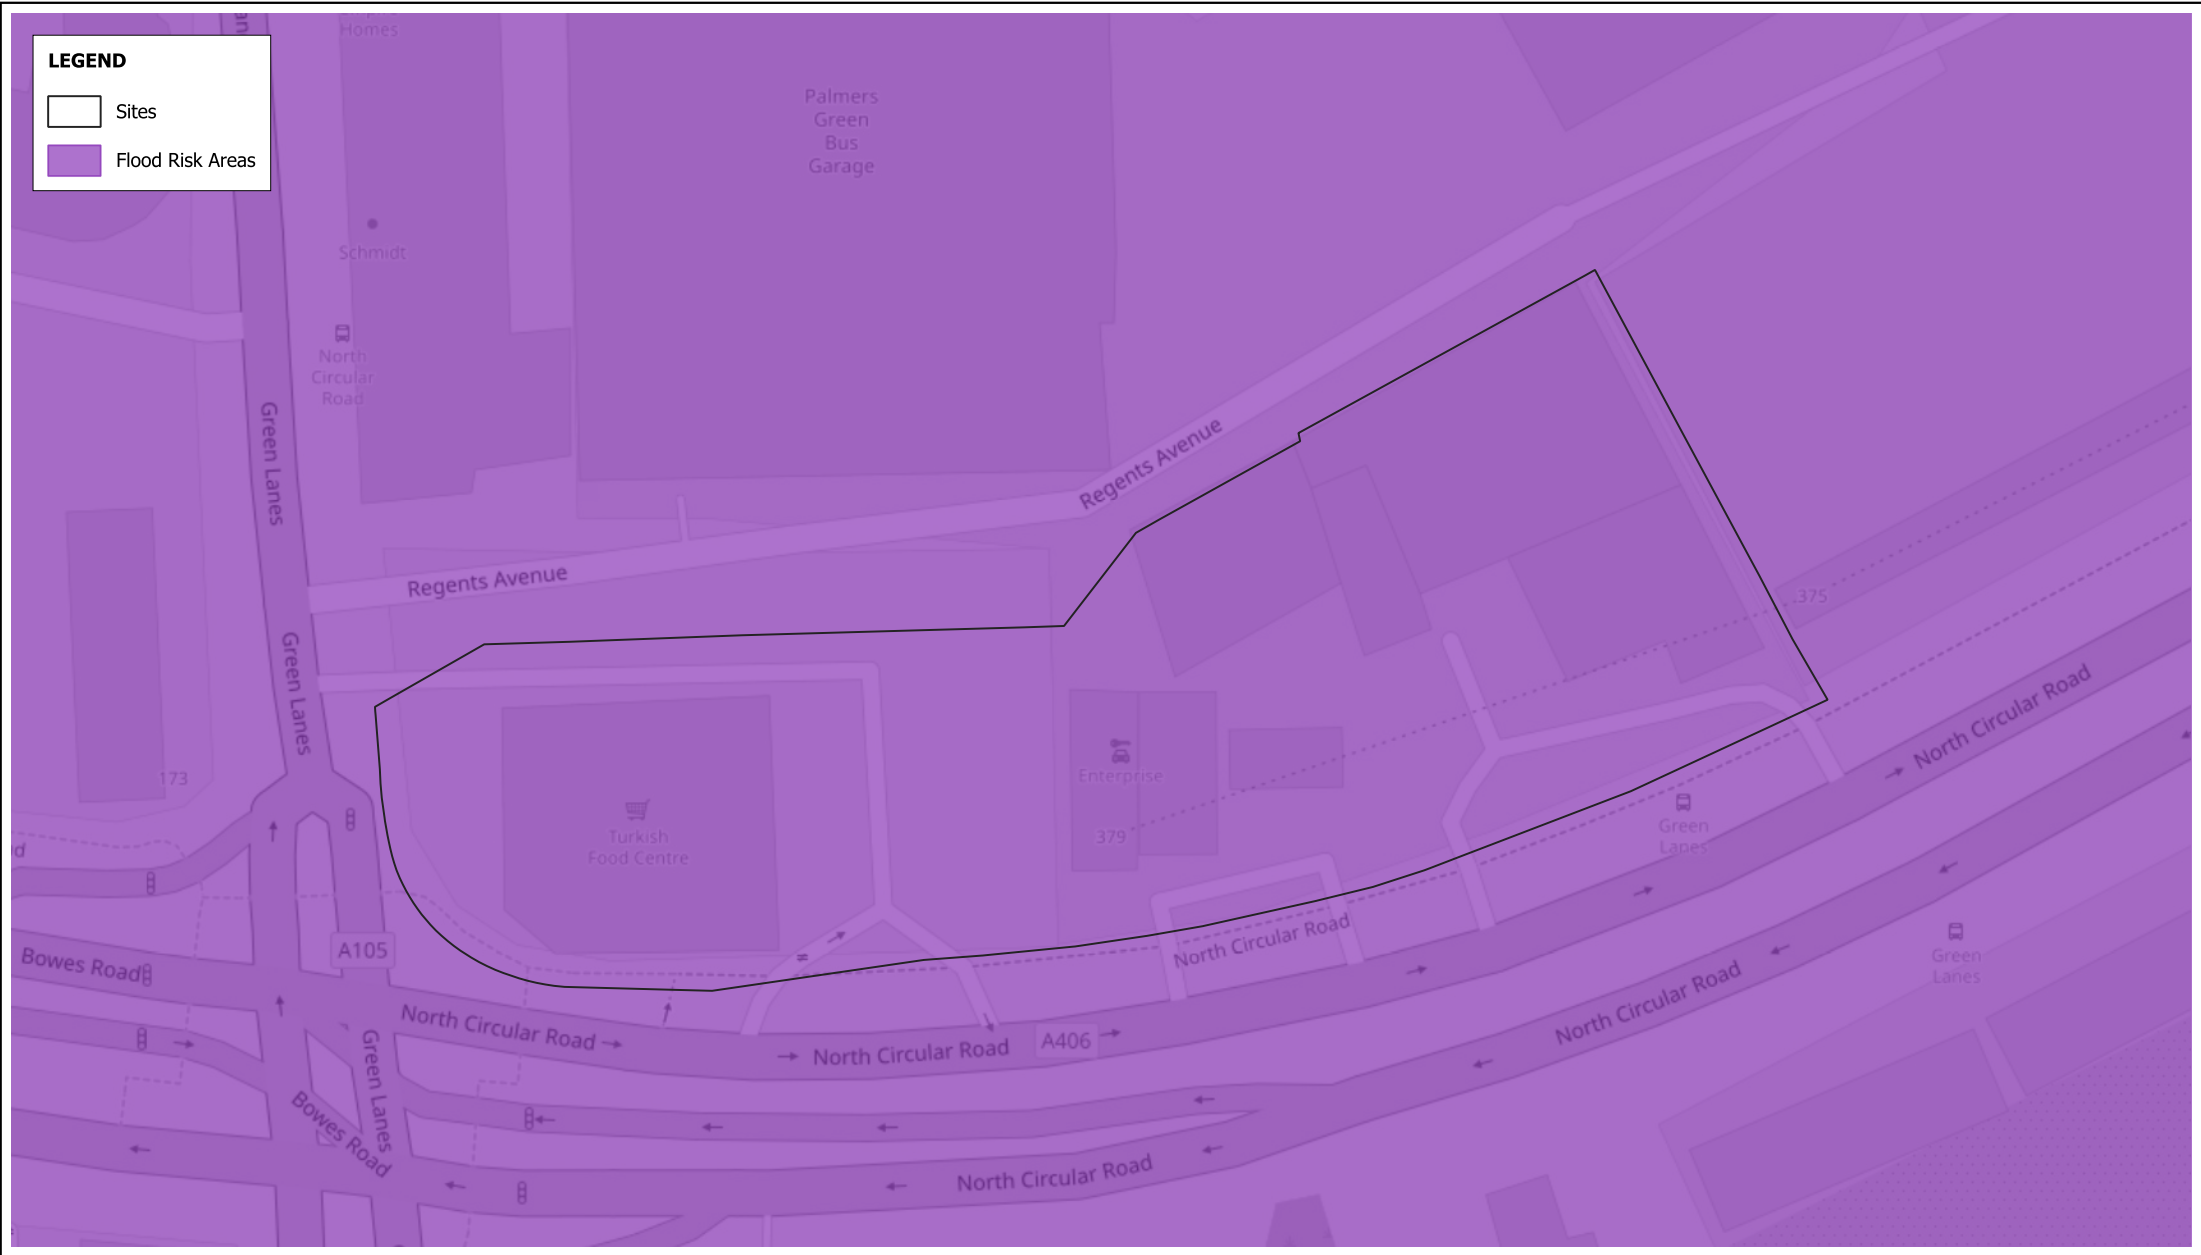 LEGEND
Sites
Flood Risk Areas
Homes
Palmers
Green
Bus
Garage
Schmidt
North
Circular
Road
Green Lanes
Regents Avenue
Regents Avenue
Green Lanes
375
173
Enterprise
379
Turkish
Food Centre
North Circular Road
Green
Lanes
A105
Bowes Road
North Circular Road
North Circular Road
A406
North Circular Road
Green
Lanes
North Circular Road
Green Lanes
Bowes Road
North Circular Road